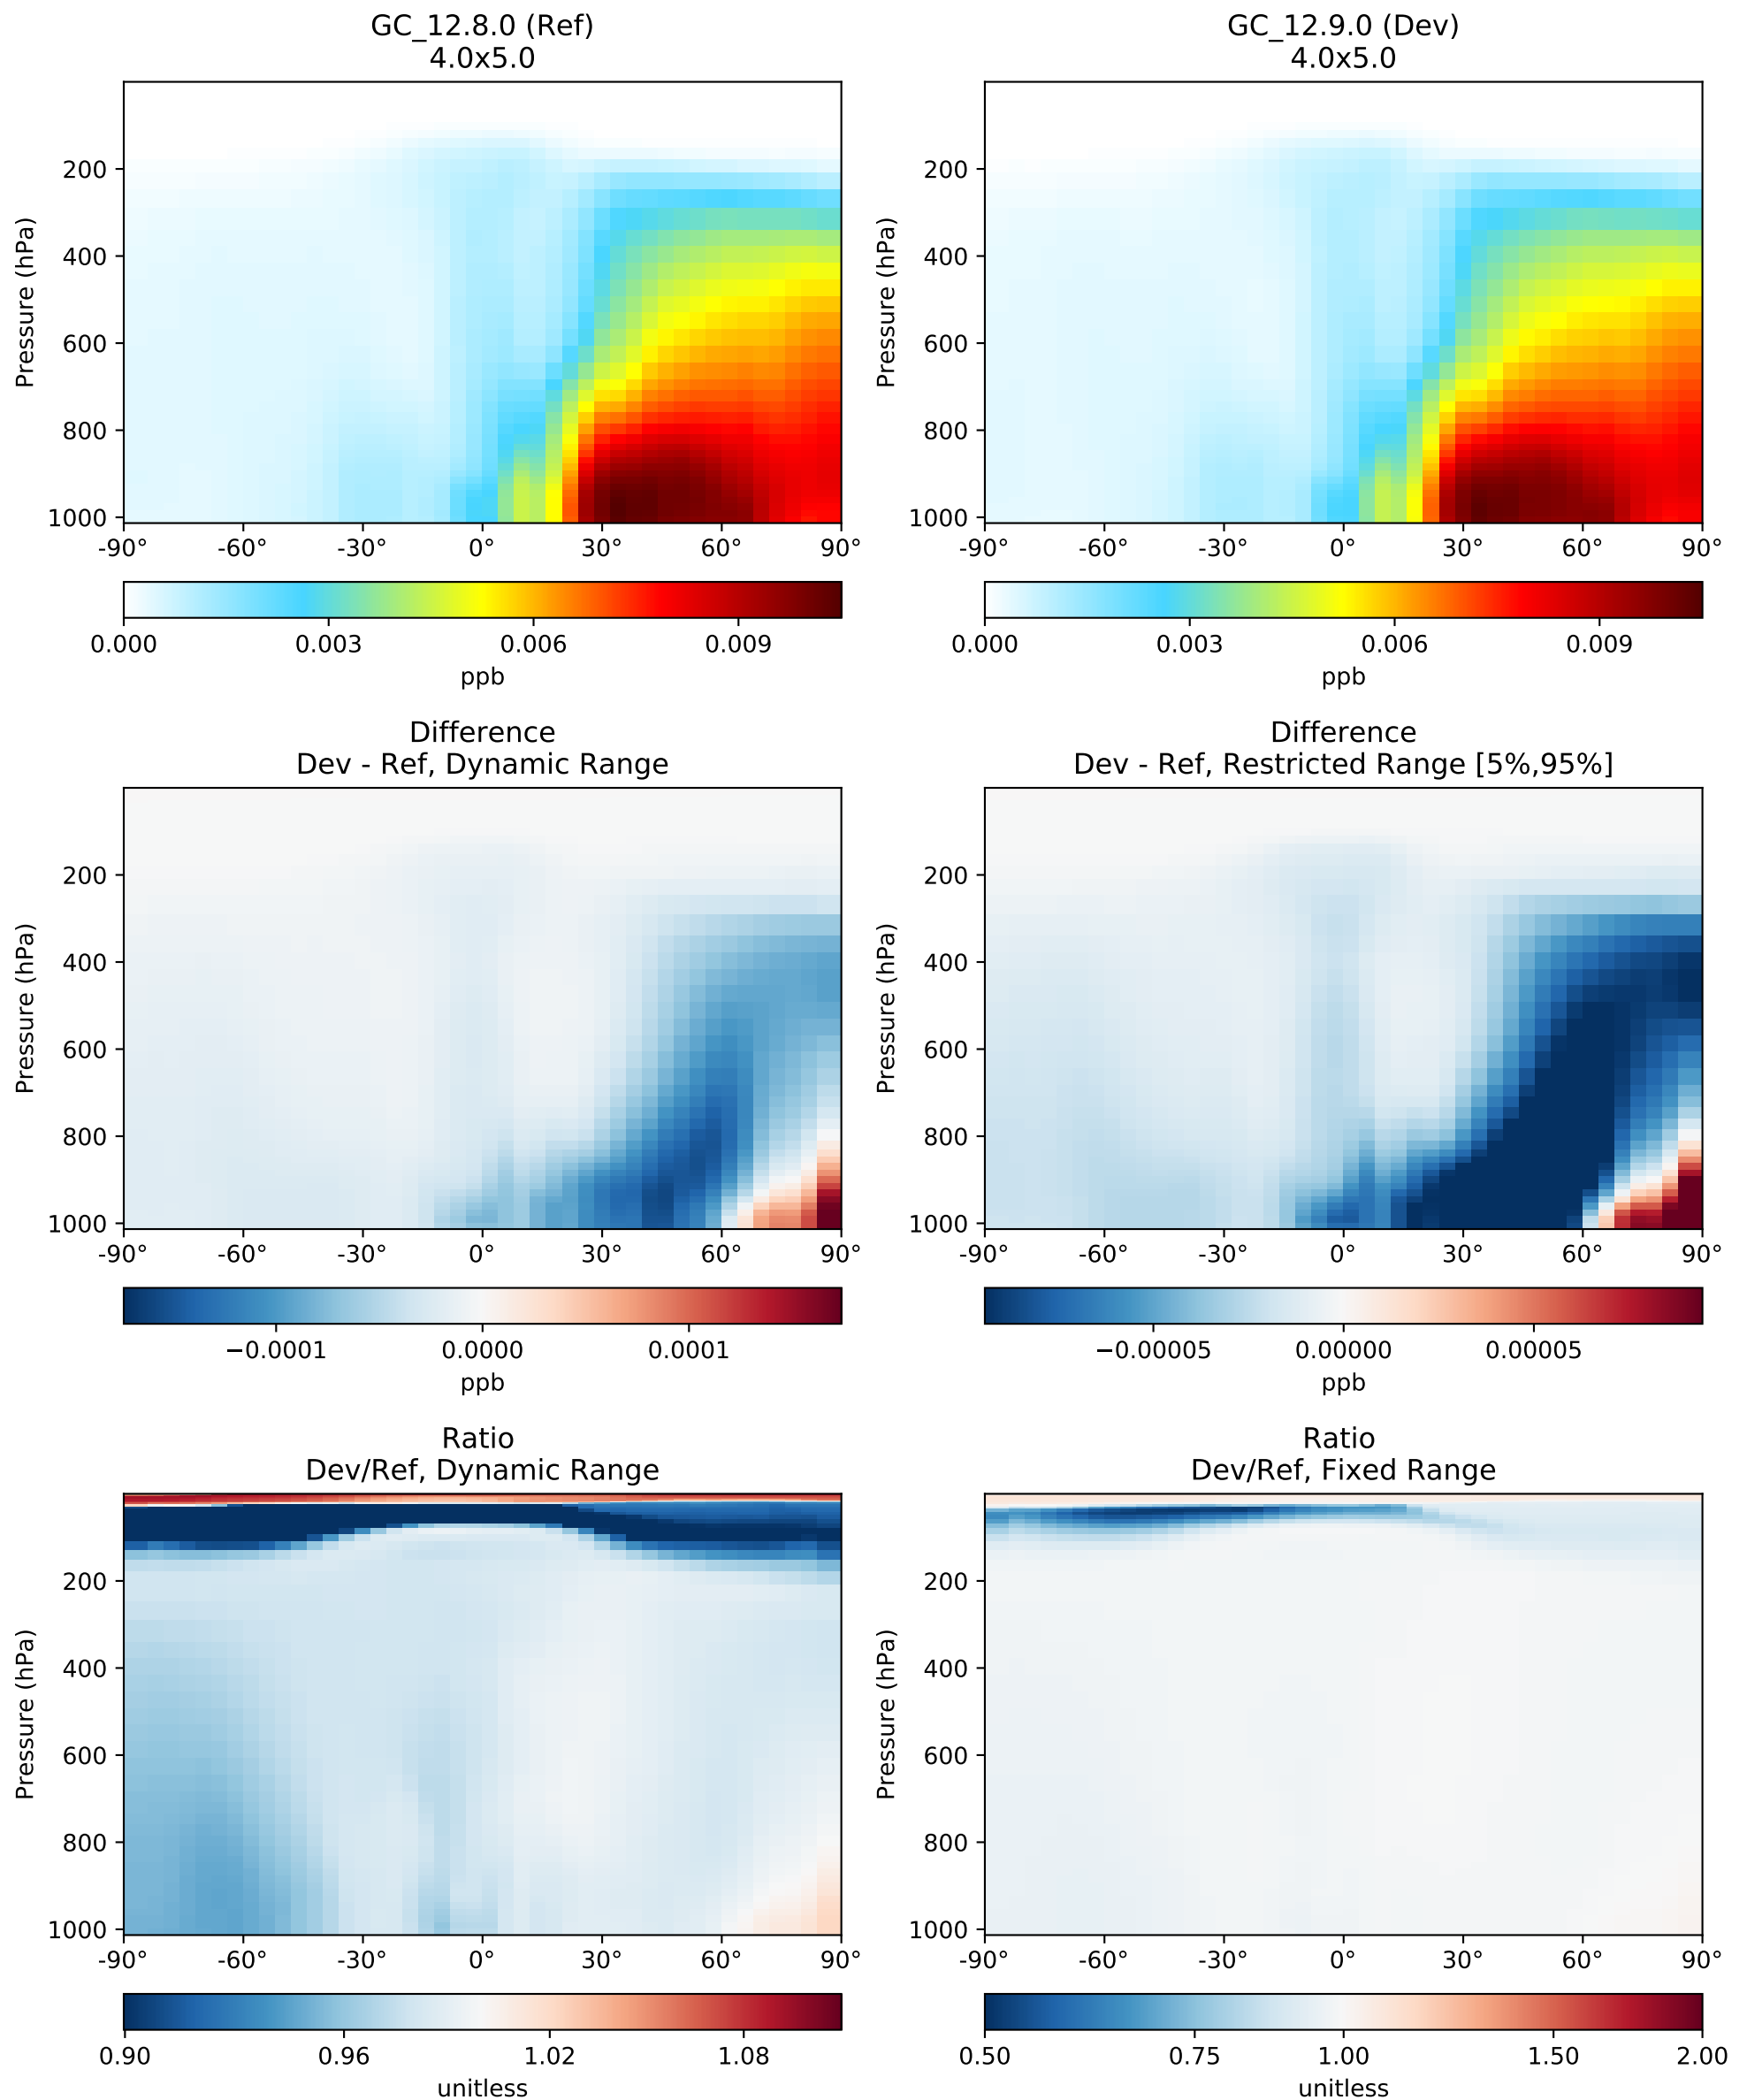 GC_12.8.0 (Ref)
4.0x5.0
Pressure (hPa)
200
400
600
800
1000
-90° -60° -30° 0° 30° 60° 90°
0.000 0.003 0.006 0.009
ppb
GC_12.9.0 (Dev)
4.0x5.0
Pressure (hPa)
200
400
600
800
1000
-90° -60° -30° 0° 30° 60° 90°
0.000 0.003 0.006 0.009
ppb
Difference
Dev - Ref, Dynamic Range
Pressure (hPa)
200
400
600
800
1000
-90° -60° -30° 0° 30° 60° 90°
−0.0001 0.0000 0.0001
ppb
Difference
Dev - Ref, Restricted Range [5%,95%]
Pressure (hPa)
200
400
600
800
1000
-90° -60° -30° 0° 30° 60° 90°
−0.00005 0.00000 0.00005
ppb
Ratio
Dev/Ref, Dynamic Range
Pressure (hPa)
200
400
600
800
1000
-90° -60° -30° 0° 30° 60° 90°
0.90 0.96 1.02 1.08
unitless
Ratio
Dev/Ref, Fixed Range
Pressure (hPa)
200
400
600
800
1000
-90° -60° -30° 0° 30° 60° 90°
0.50 0.75 1.00 1.50 2.00
unitless